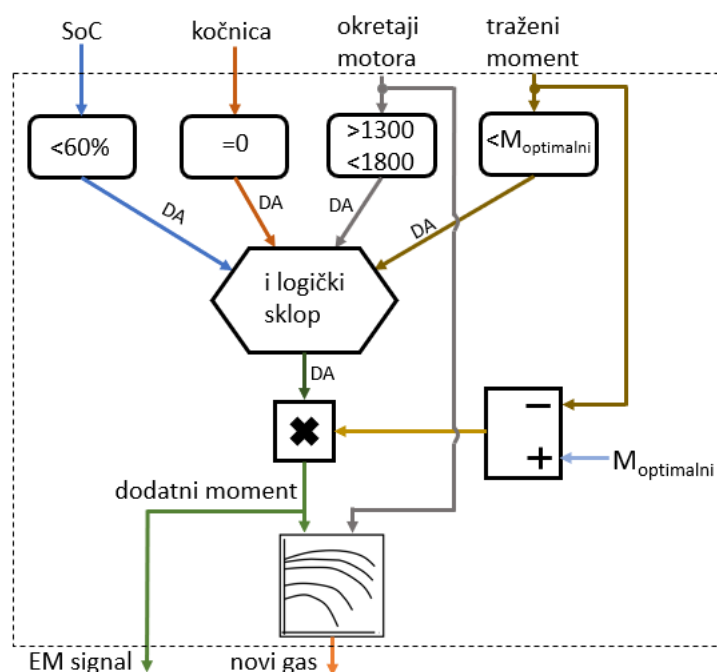 SoC
kočnica
okretaji
motora
traženi
moment
<60%
=0
>1300
<1800
<Moptimalni
DA
DA
DA
DA
i logički
sklop
DA
−
+
Moptimalni
dodatni moment
EM signal
novi gas